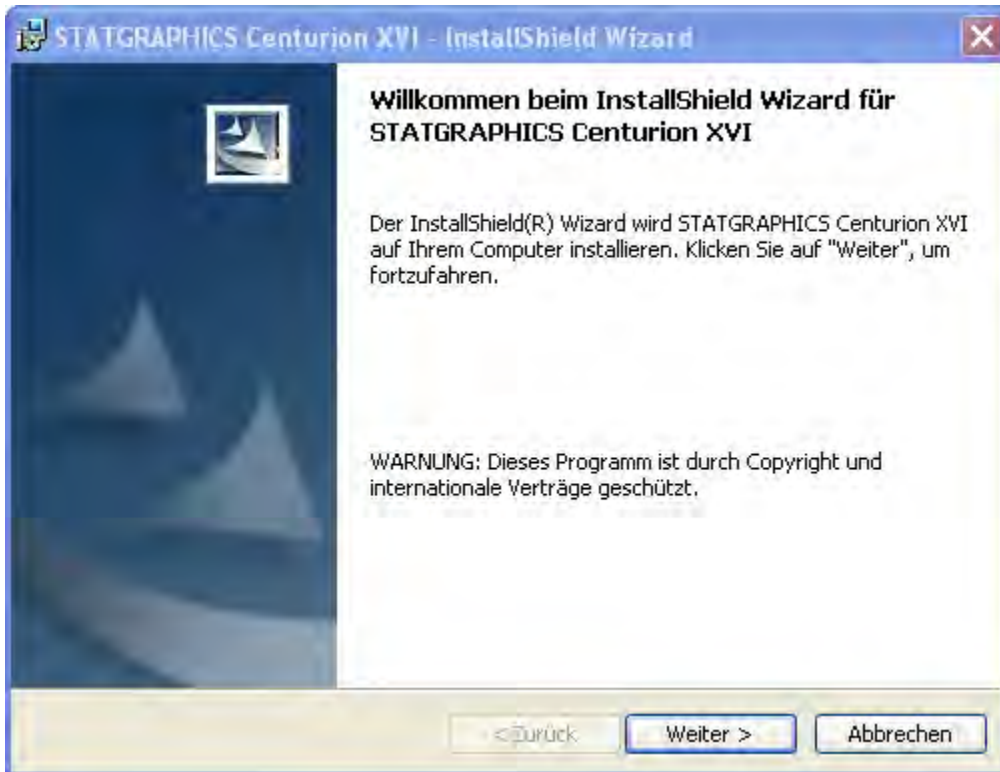 STATGRAPHICS Centurion XVI - InstallShield Wizard
Willkommen beim InstallShield Wizard für
STATGRAPHICS Centurion XVI
Der InstallShield(R) Wizard wird STATGRAPHICS Centurion XVI
auf Ihrem Computer installieren. Klicken Sie auf "Weiter", um
fortzufahren.
WARNUNG: Dieses Programm ist durch Copyright und
internationale Verträge geschützt.
< Zurück Weiter > Abbrechen